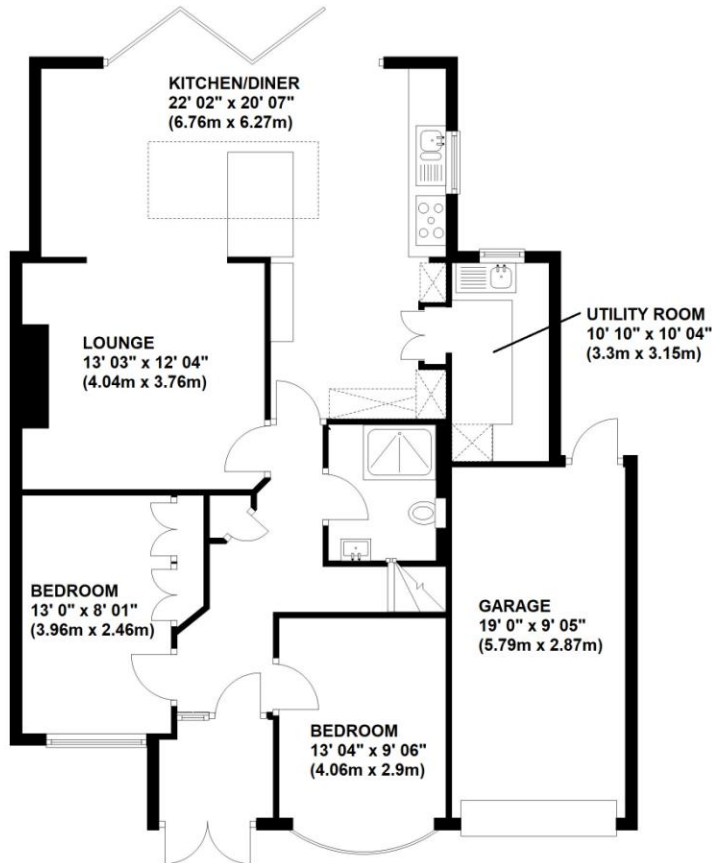 KITCHEN/DINER
22' 02" x 20' 07"
(6.76m x 6.27m)
LOUNGE
13' 03" x 12' 04"
(4.04m x 3.76m)
UTILITY ROOM
10' 10" x 10' 04"
(3.3m x 3.15m)
BEDROOM
13' 0" x 8' 01"
(3.96m x 2.46m)
GARAGE
19' 0" x 9' 05"
(5.79m x 2.87m)
BEDROOM
13' 04" x 9' 06"
(4.06m x 2.9m)